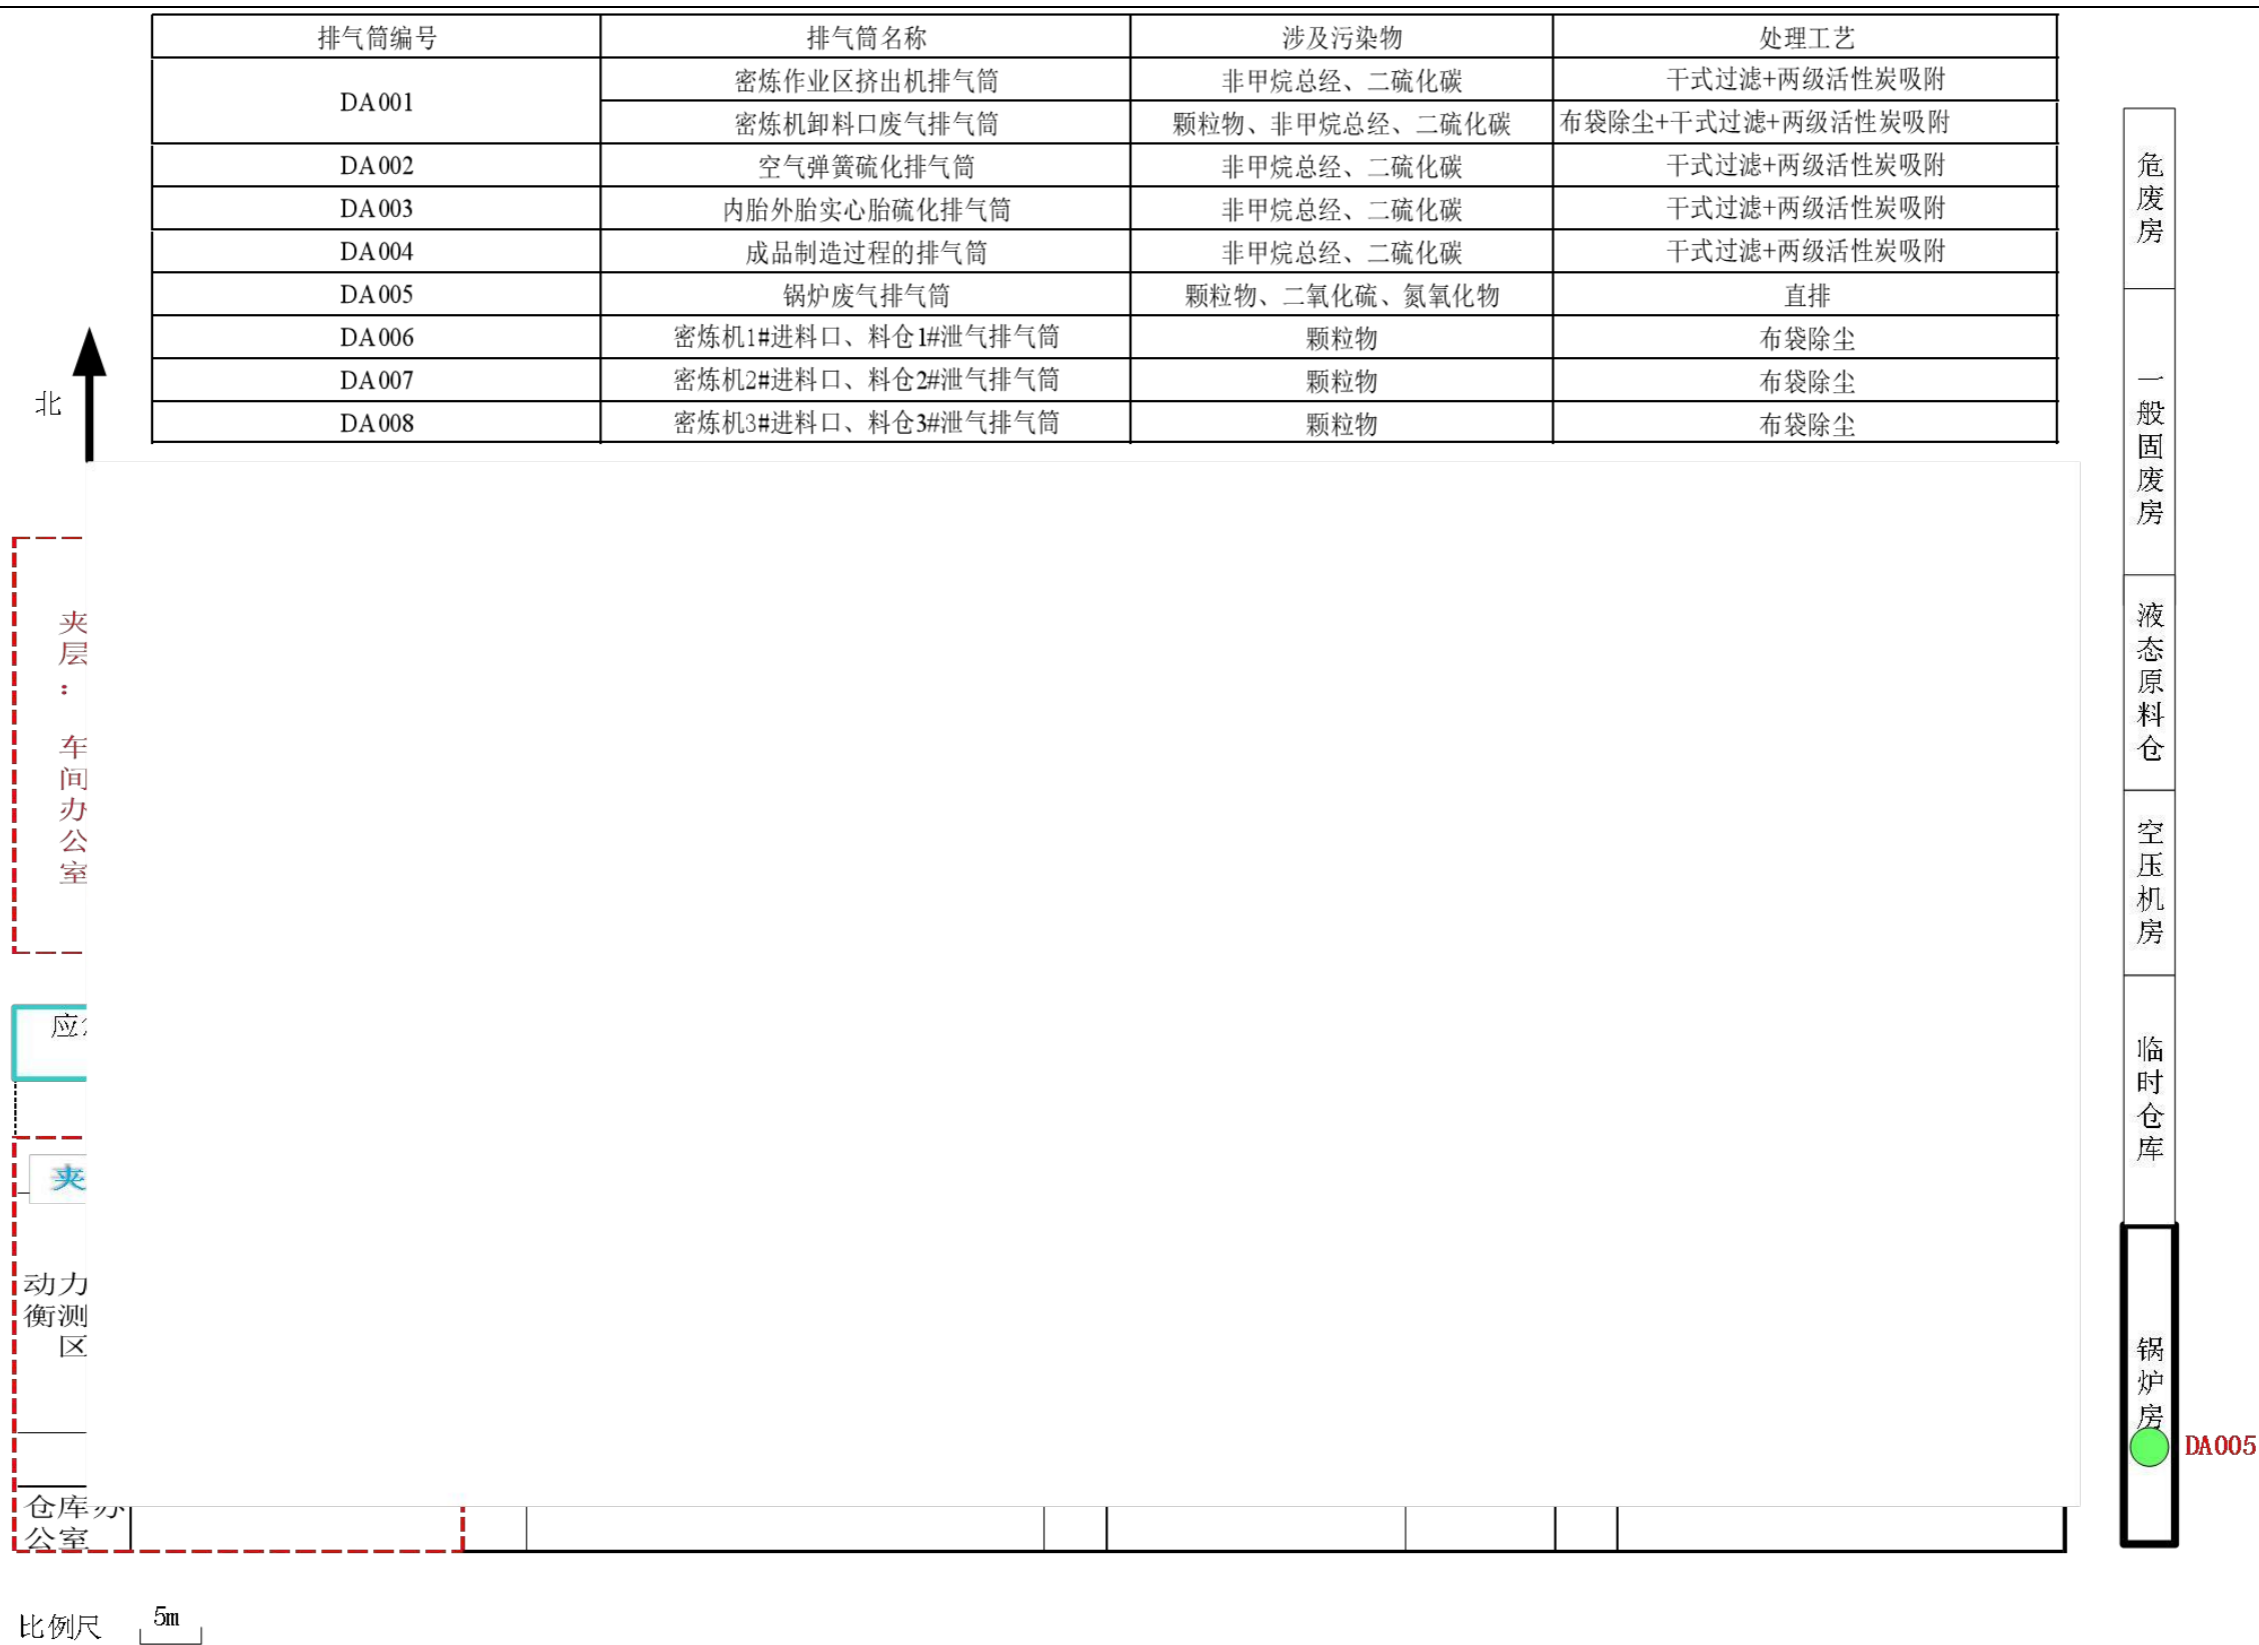 排气筒编号 排气筒名称 涉及污染物 处理工艺
DA001 密炼作业区挤出机排气筒 非甲烷总经、二硫化碳 干式过滤+两级活性炭吸附
密炼机卸料口废气排气筒 颗粒物、非甲烷总经、二硫化碳 布袋除尘+干式过滤+两级活性炭吸附
DA002 空气弹簧硫化排气筒 非甲烷总经、二硫化碳 干式过滤+两级活性炭吸附
DA003 内胎外胎实心胎硫化排气筒 非甲烷总经、二硫化碳 干式过滤+两级活性炭吸附
DA004 成品制造过程的排气筒 非甲烷总经、二硫化碳 干式过滤+两级活性炭吸附
DA005 锅炉废气排气筒 颗粒物、二氧化硫、氮氧化物 直排
DA006 密炼机1#进料口、料仓1#泄气排气筒 颗粒物 布袋除尘
DA007 密炼机2#进料口、料仓2#泄气排气筒 颗粒物 布袋除尘
DA008 密炼机3#进料口、料仓3#泄气排气筒 颗粒物 布袋除尘
北
夹层：车间办公室
应
夹
动力
衡测
区
仓库办
公室
危废房
一般固废房
液态原料仓
空压机房
临时仓库
锅炉房
DA005
比例尺 5m